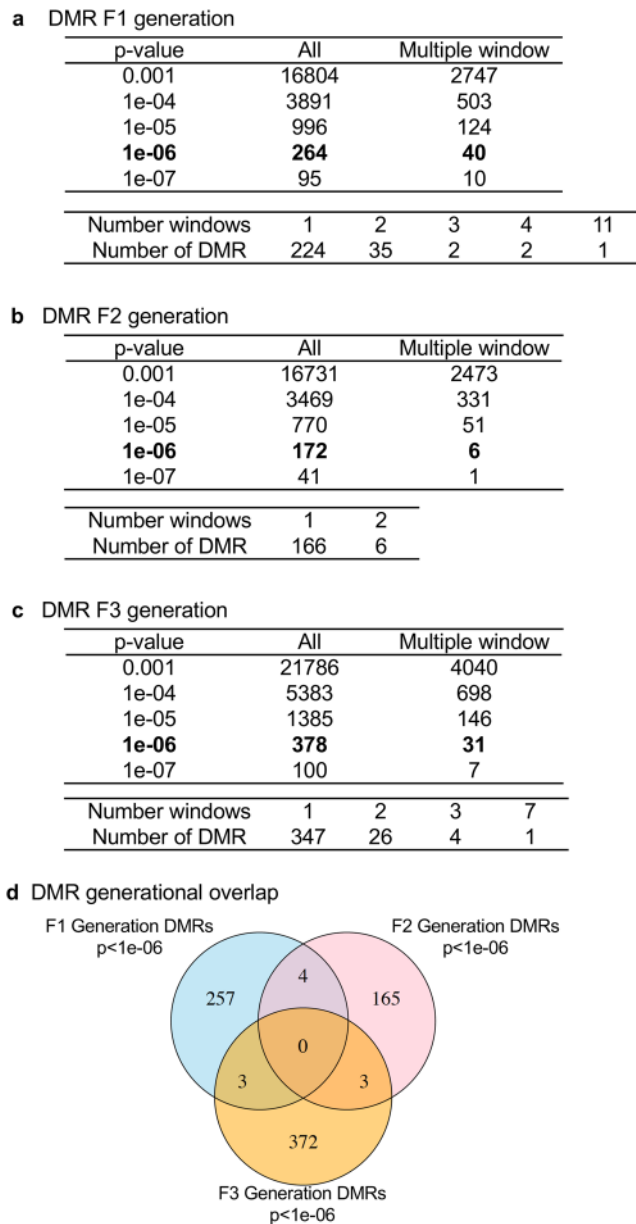 a DMR F1 generation
p-value All Multiple window
0.001 16804 2747
1e-04 3891 503
1e-05 996 124
1e-06 264 40
1e-07 95 10
Number windows 1 2 3 4 11
Number of DMR 224 35 2 2 1
b DMR F2 generation
p-value All Multiple window
0.001 16731 2473
1e-04 3469 331
1e-05 770 51
1e-06 172 6
1e-07 41 1
Number windows 1 2
Number of DMR 166 6
c DMR F3 generation
p-value All Multiple window
0.001 21786 4040
1e-04 5383 698
1e-05 1385 146
1e-06 378 31
1e-07 100 7
Number windows 1 2 3 7
Number of DMR 347 26 4 1
d DMR generational overlap
F1 Generation DMRs
p<1e-06
F2 Generation DMRs
p<1e-06
4
257
165
0
3
3
372
F3 Generation DMRs
p<1e-06